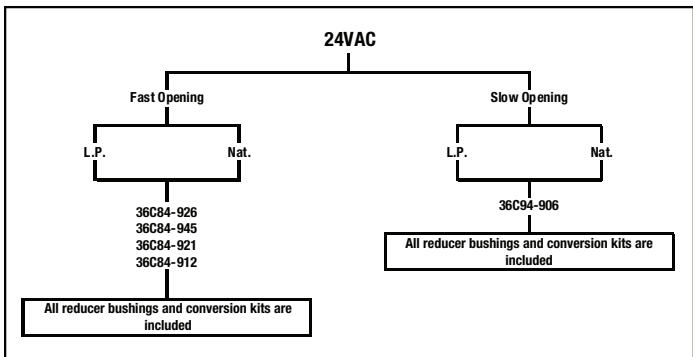 24VAC
Fast Opening
Slow Opening
L.P.
Nat.
L.P.
Nat.
36C84-926
36C84-945
36C84-921
36C84-912
36C94-906
All reducer bushings and conversion kits are
included
All reducer bushings and conversion kits are
included